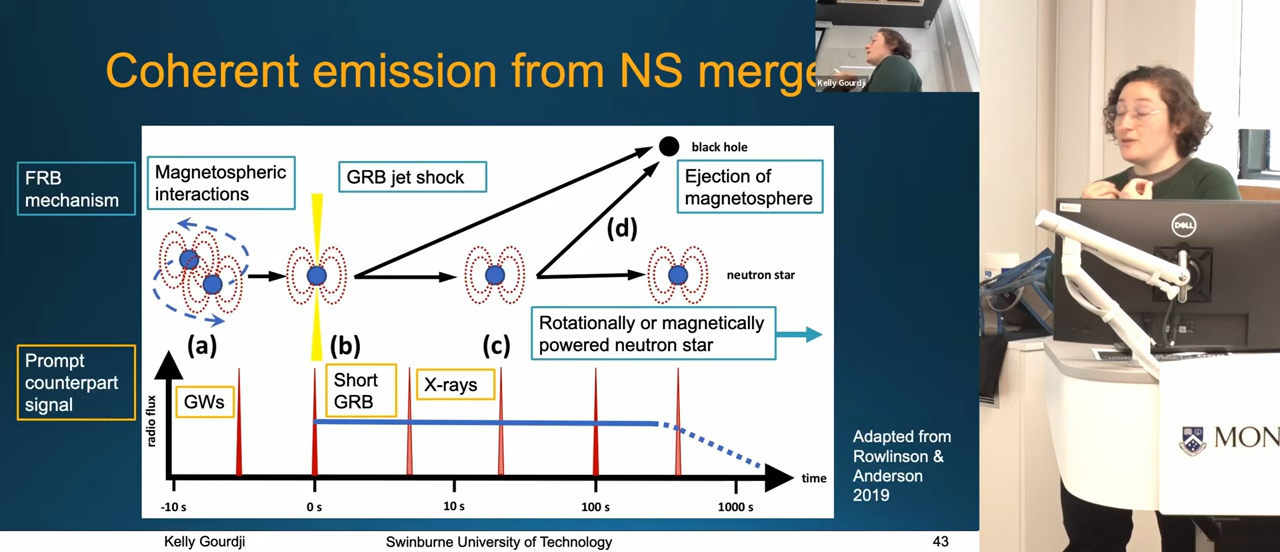 Coherent emission from NS merge
Kelly Gourdji
FRB
mechanism
Magnetospheric
interactions
GRB jet shock
black hole
Ejection of
magnetosphere
(d)
neutron star
Rotationally or magnetically
powered neutron star
(a)
(b)
(c)
Prompt
counterpart
signal
GWs
Short
GRB
X-rays
radio flux
time
-10 s
0 s
10 s
100 s
1000 s
Adapted from
Rowlinson &
Anderson
2019
Kelly Gourdji
Swinburne University of Technology
43
DELL
MON